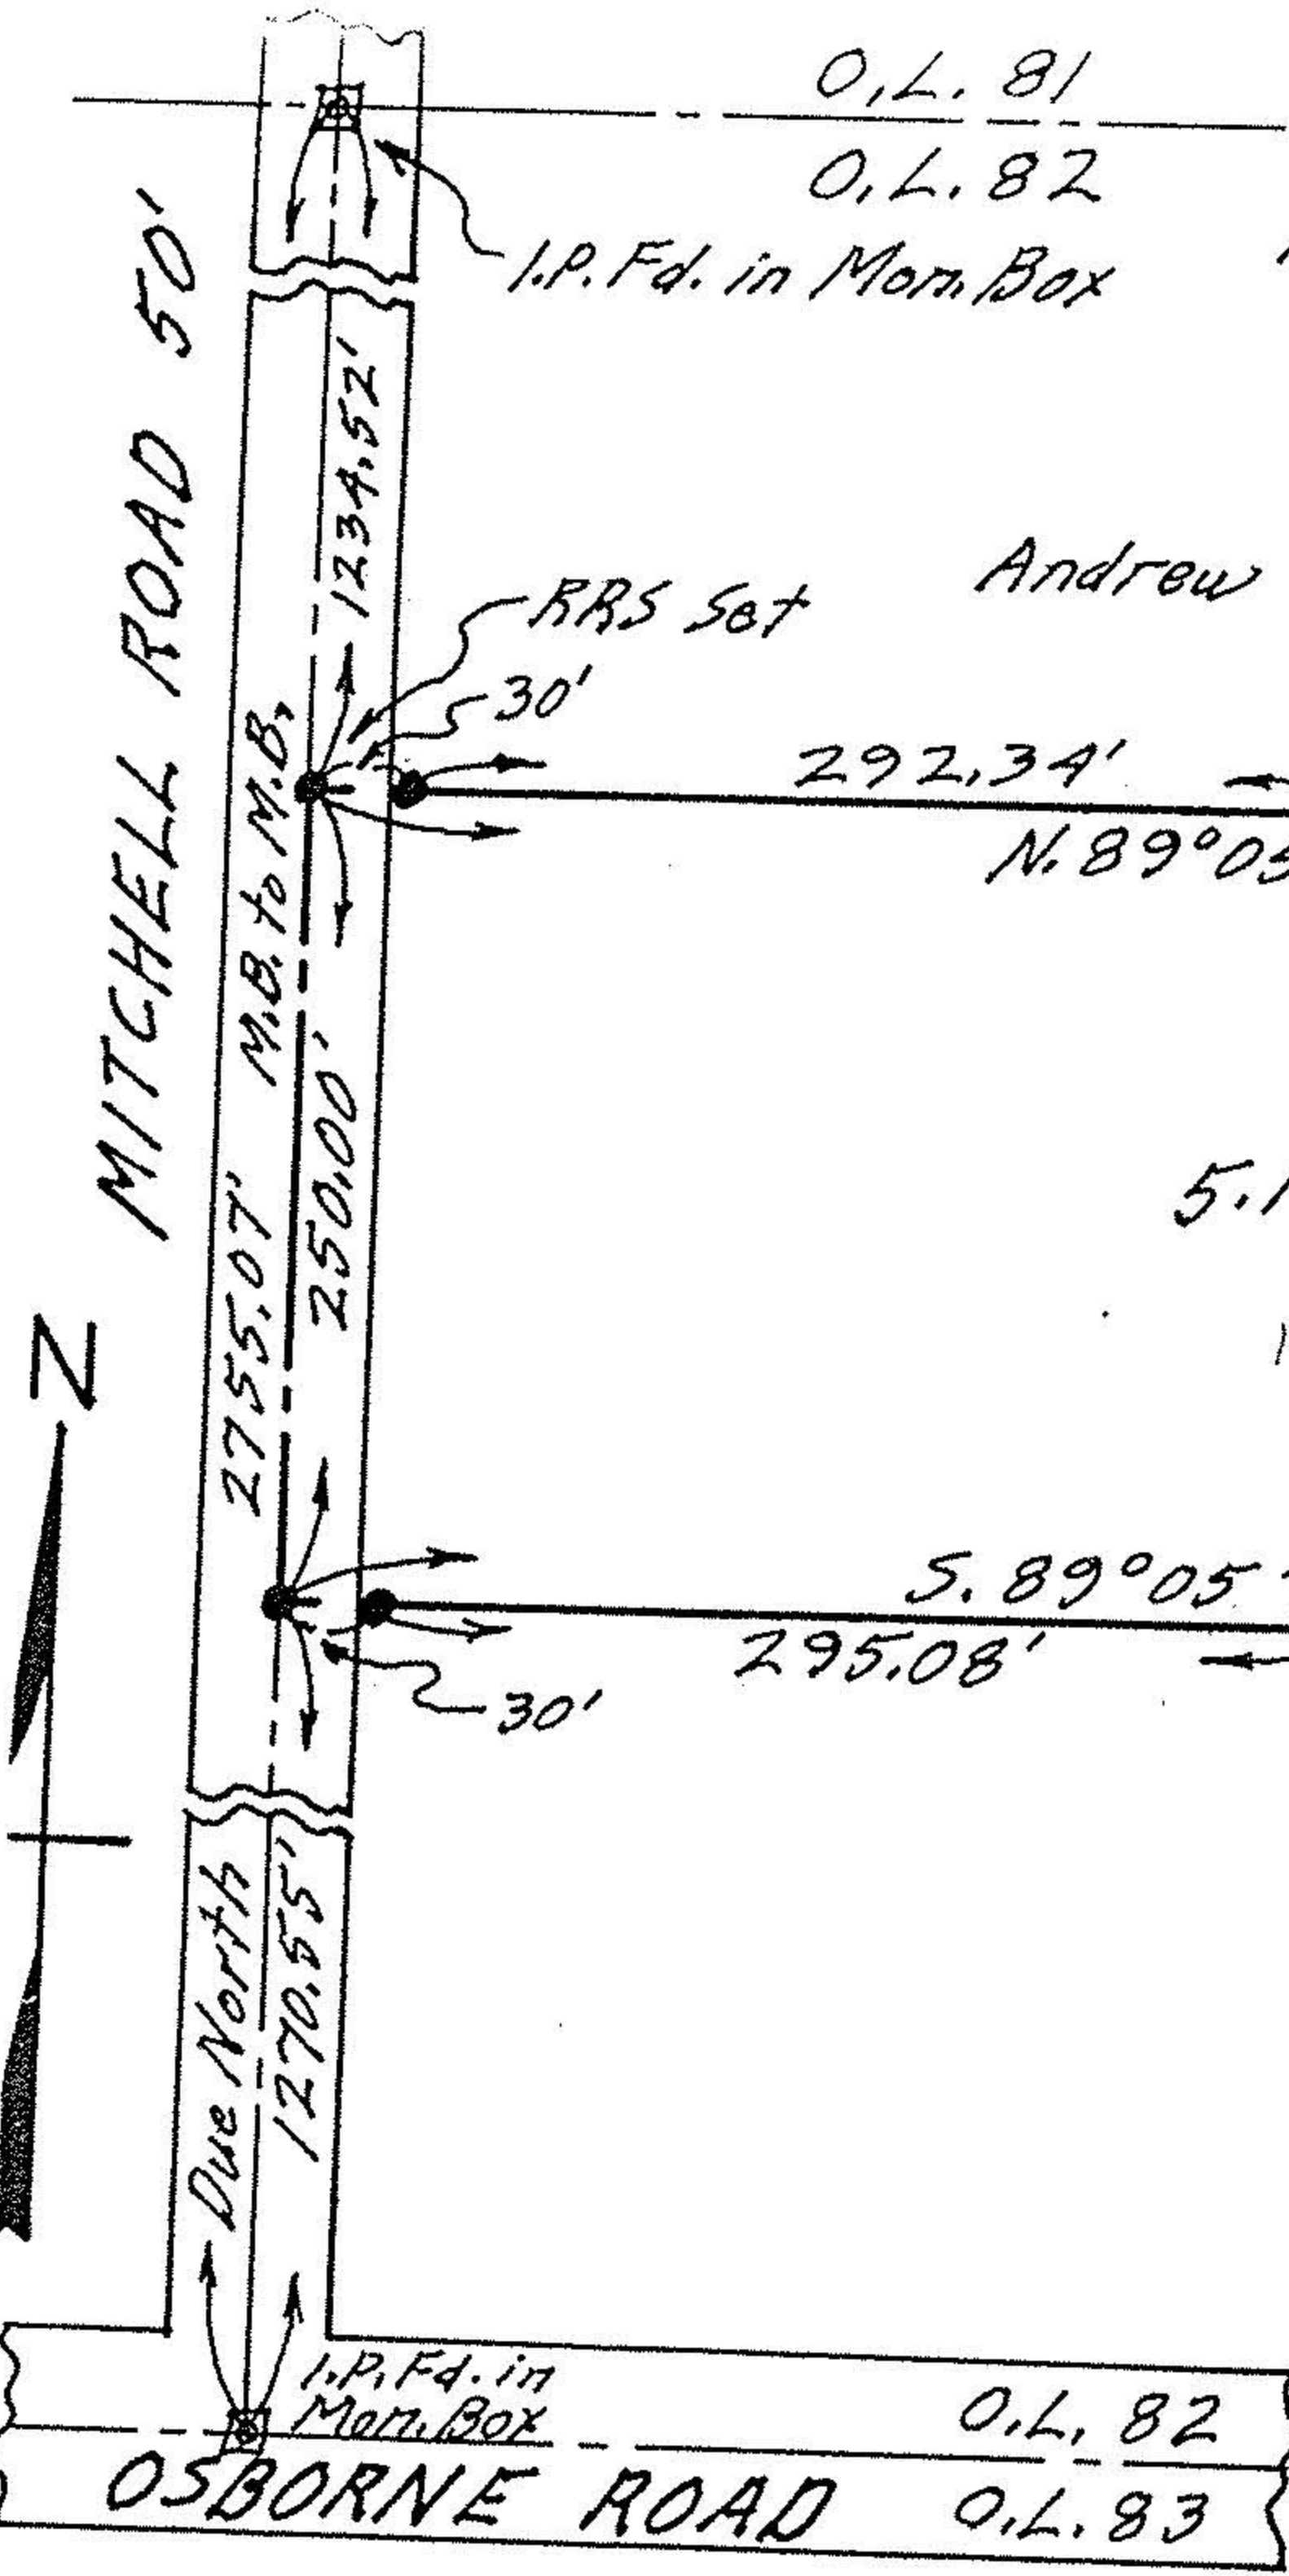 O.L. 81
O.L. 82
I.P. Fd. in Mon. Box
MITCHELL ROAD 50'
1234.52'
Andrew
RRS Set
30'
292.34'
N. 89°05
2755.07' M.B. to M.B.
250.00'
5.1
N
S. 89°05'
295.08'
30'
Due North
1270.55'
I.P. Fd. in
Mon. Box
O.L. 82
OSBORNE ROAD
O.L. 83